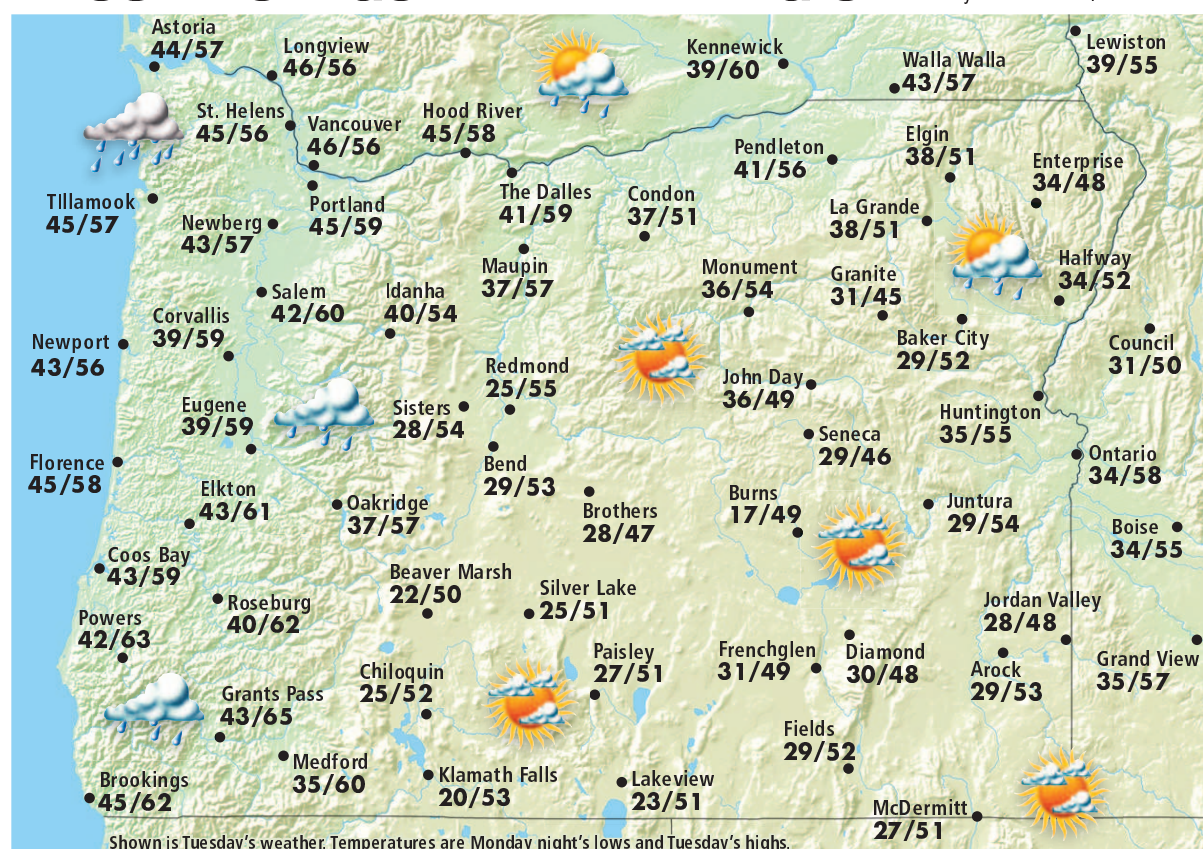 Astoria
44/57
Longview
46/56
Kennewick
39/60
Walla Walla
43/57
Lewiston
39/55
St. Helens
45/56
Vancouver
46/56
Hood River
45/58
Pendleton
41/56
Elgin
38/51
Enterprise
34/48
TIllamook
45/57
Newberg
43/57
Portland
45/59
The Dalles
41/59
Condon
37/51
La Grande
38/51
Maupin
37/57
Monument
36/54
Granite
31/45
Halfway
34/52
Salem
42/60
Idanha
40/54
Corvallis
39/59
Newport
43/56
Baker City
29/52
Council
31/50
Redmond
25/55
John Day
36/49
Eugene
39/59
Sisters
28/54
Huntington
35/55
Seneca
29/46
Florence
45/58
Bend
29/53
Ontario
34/58
Elkton
43/61
Oakridge
37/57
Brothers
28/47
Burns
17/49
Juntura
29/54
Boise
34/55
Coos Bay
43/59
Beaver Marsh
22/50
Silver Lake
25/51
Roseburg
40/62
Powers
42/63
Jordan Valley
28/48
Chiloquin
25/52
Paisley
27/51
Frenchglen
31/49
Diamond
30/48
Arock
29/53
Grand View
35/57
Grants Pass
43/65
Fields
29/52
Medford
35/60
Brookings
45/62
Klamath Falls
20/53
Lakeview
23/51
McDermitt
27/51
Shown is Tuesday's weather. Temperatures are Monday night's lows and Tuesday's highs.